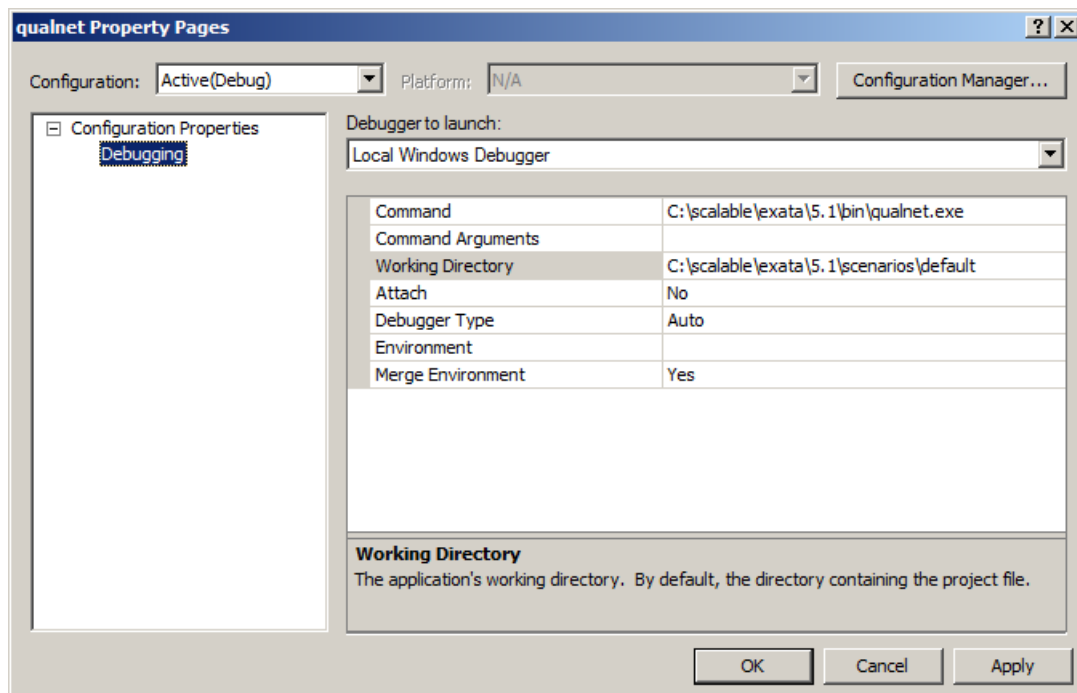 qualnet Property Pages
Configuration: Active(Debug) Platform: N/A Configuration Manager...
Configuration Properties
Debugging
Debugger to launch:
Local Windows Debugger
Command C:\scalable\exata\5.1\bin\qualnet.exe
Command Arguments
Working Directory C:\scalable\exata\5.1\scenarios\default
Attach No
Debugger Type Auto
Environment
Merge Environment Yes
Working Directory
The application's working directory. By default, the directory containing the project file.
OK Cancel Apply